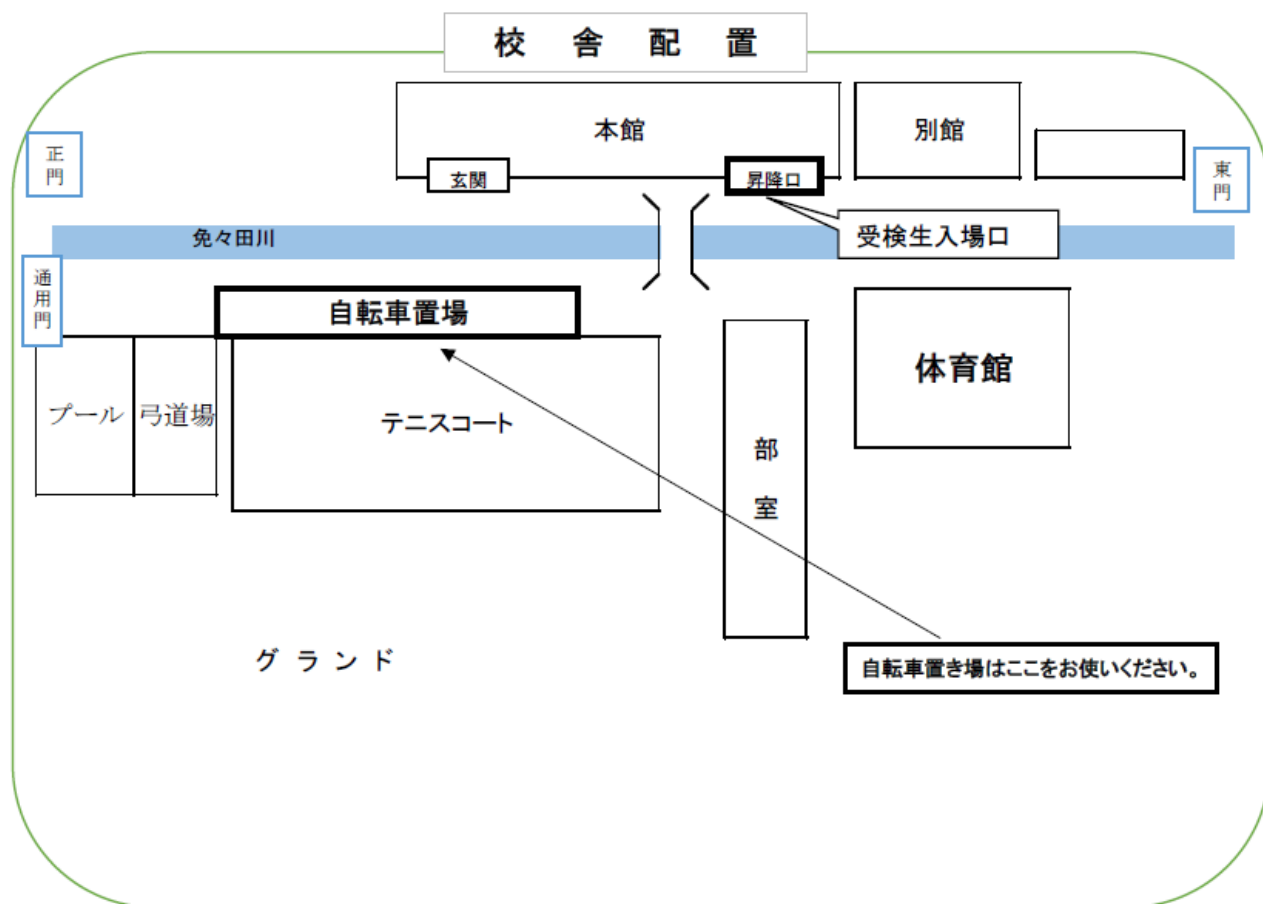 校舎配置
本館
別館
正門
玄関
昇降口
東門
免々田川
受検生入場口
通用門
自転車置場
プール
弓道場
テニスコート
体育館
部室
グランド
自転車置き場はここをお使いください。